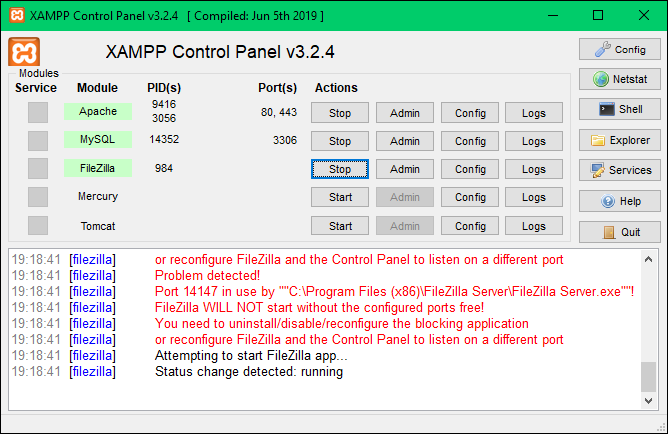 XAMPP Control Panel v3.2.4 [ Compiled: Jun 5th 2019 ]
XAMPP Control Panel v3.2.4
Config
Modules
Service Module PID(s) Port(s) Actions
Netstat
Apache 9416 3056 80, 443 Stop Admin Config Logs
Shell
MySQL 14352 3306 Stop Admin Config Logs
Explorer
FileZilla 984 Stop Admin Config Logs
Services
Mercury Start Admin Config Logs
Help
Tomcat Start Admin Config Logs
Quit
19:18:41 [filezilla] or reconfigure FileZilla and the Control Panel to listen on a different port
19:18:41 [filezilla] Problem detected!
19:18:41 [filezilla] Port 14147 in use by ""C:\Program Files (x86)\FileZilla Server\FileZilla Server.exe""!
19:18:41 [filezilla] FileZilla WILL NOT start without the configured ports free!
19:18:41 [filezilla] You need to uninstall/disable/reconfigure the blocking application
19:18:41 [filezilla] or reconfigure FileZilla and the Control Panel to listen on a different port
19:18:41 [filezilla] Attempting to start FileZilla app...
19:18:41 [filezilla] Status change detected: running